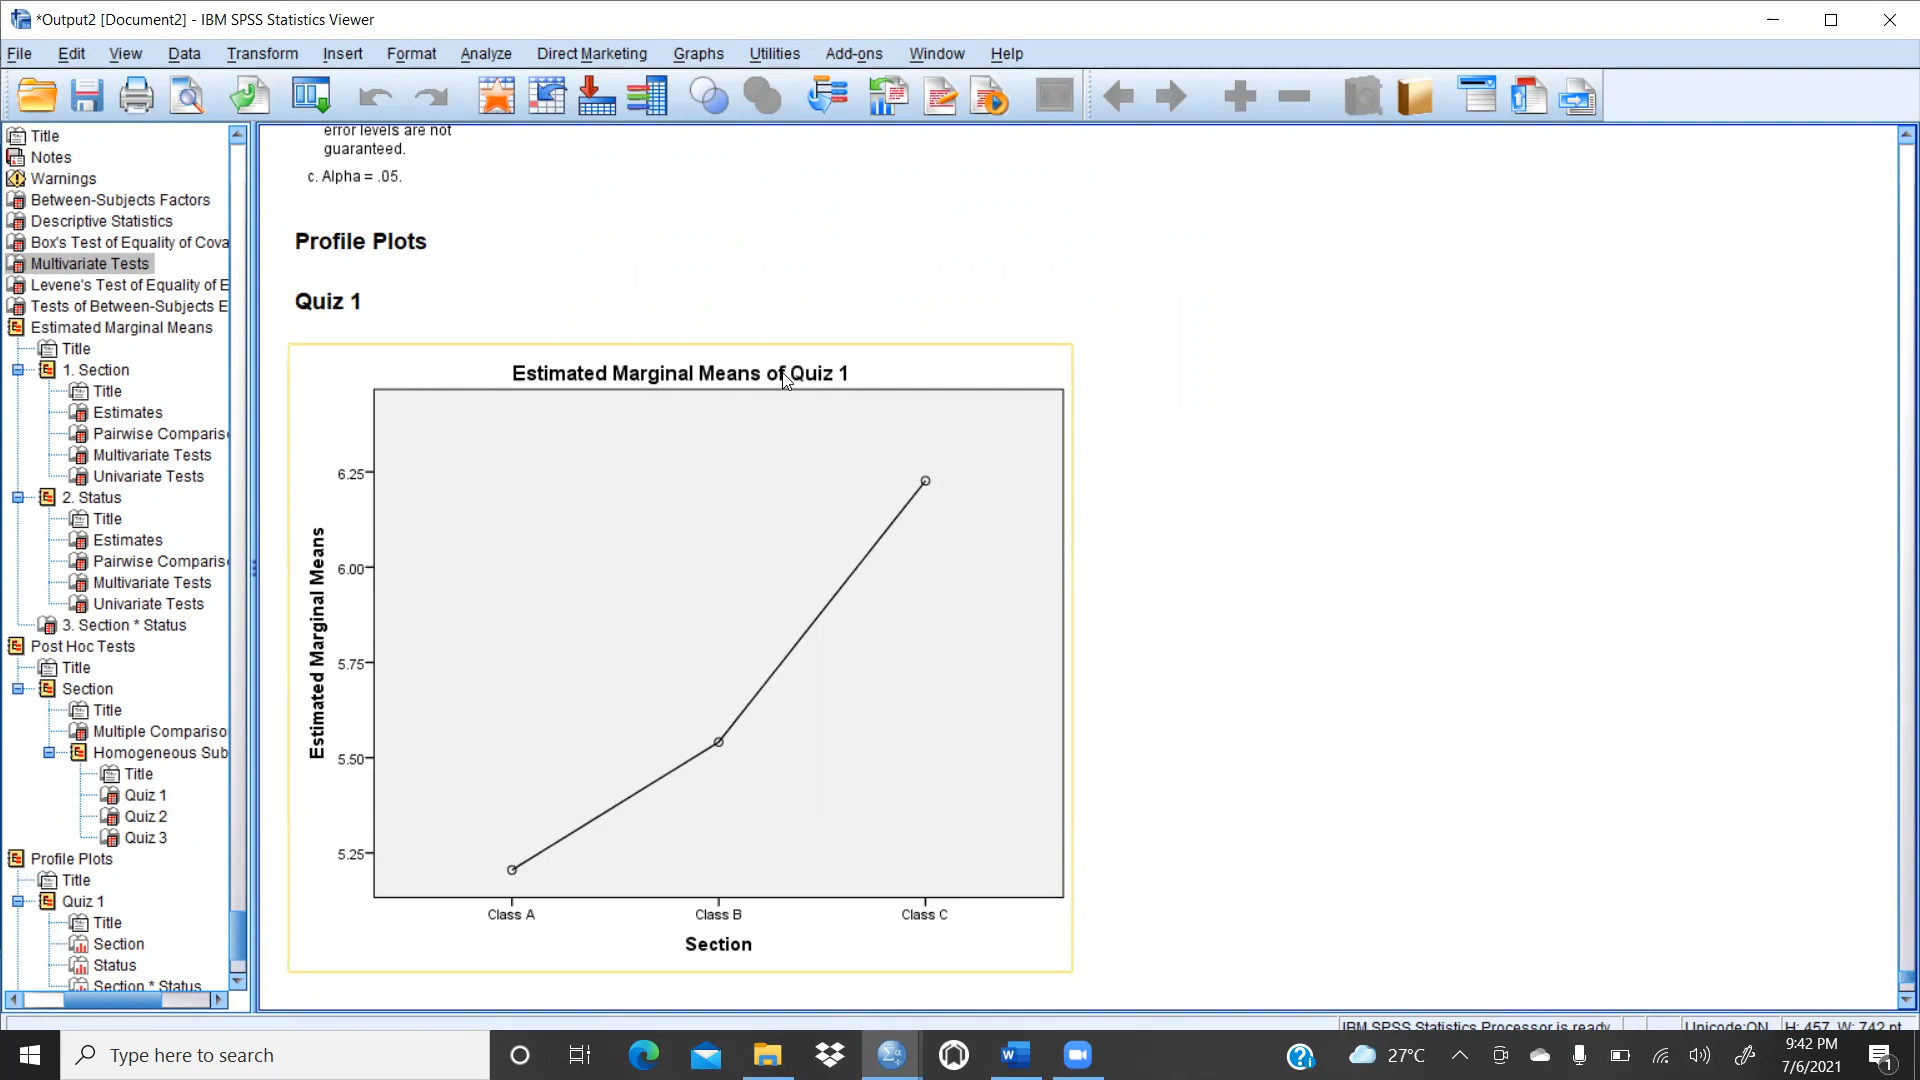 *Output2 [Document2] - IBM SPSS Statistics Viewer
File Edit View Data Transform Insert Format Analyze Direct Marketing Graphs Utilities Add-ons Window Help
Title
Notes
Warnings
Between-Subjects Factors
Descriptive Statistics
Box's Test of Equality of Cova
Multivariate Tests
Levene's Test of Equality of E
Tests of Between-Subjects E
Estimated Marginal Means
Title
1. Section
Title
Estimates
Pairwise Comparis
Multivariate Tests
Univariate Tests
2. Status
Title
Estimates
Pairwise Comparis
Multivariate Tests
Univariate Tests
3. Section * Status
Post Hoc Tests
Title
Section
Title
Multiple Compariso
Homogeneous Sub
Title
Quiz 1
Quiz 2
Quiz 3
Profile Plots
Title
Quiz 1
Title
Section
Status
Section * Status
error levels are not
guaranteed.
c. Alpha = .05.
Profile Plots
Quiz 1
Estimated Marginal Means of Quiz 1
Estimated Marginal Means
6.25
6.00
5.75
5.50
5.25
Class A Class B Class C
Section
IBM SPSS Statistics Processor is ready Unicode:ON H: 457, W: 742 pt
Type here to search
27°C
9:42 PM
7/6/2021
1